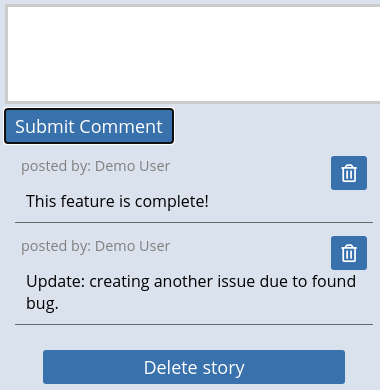 Submit Comment
posted by: Demo User
This feature is complete!
posted by: Demo User
Update: creating another issue due to found
bug.
Delete story